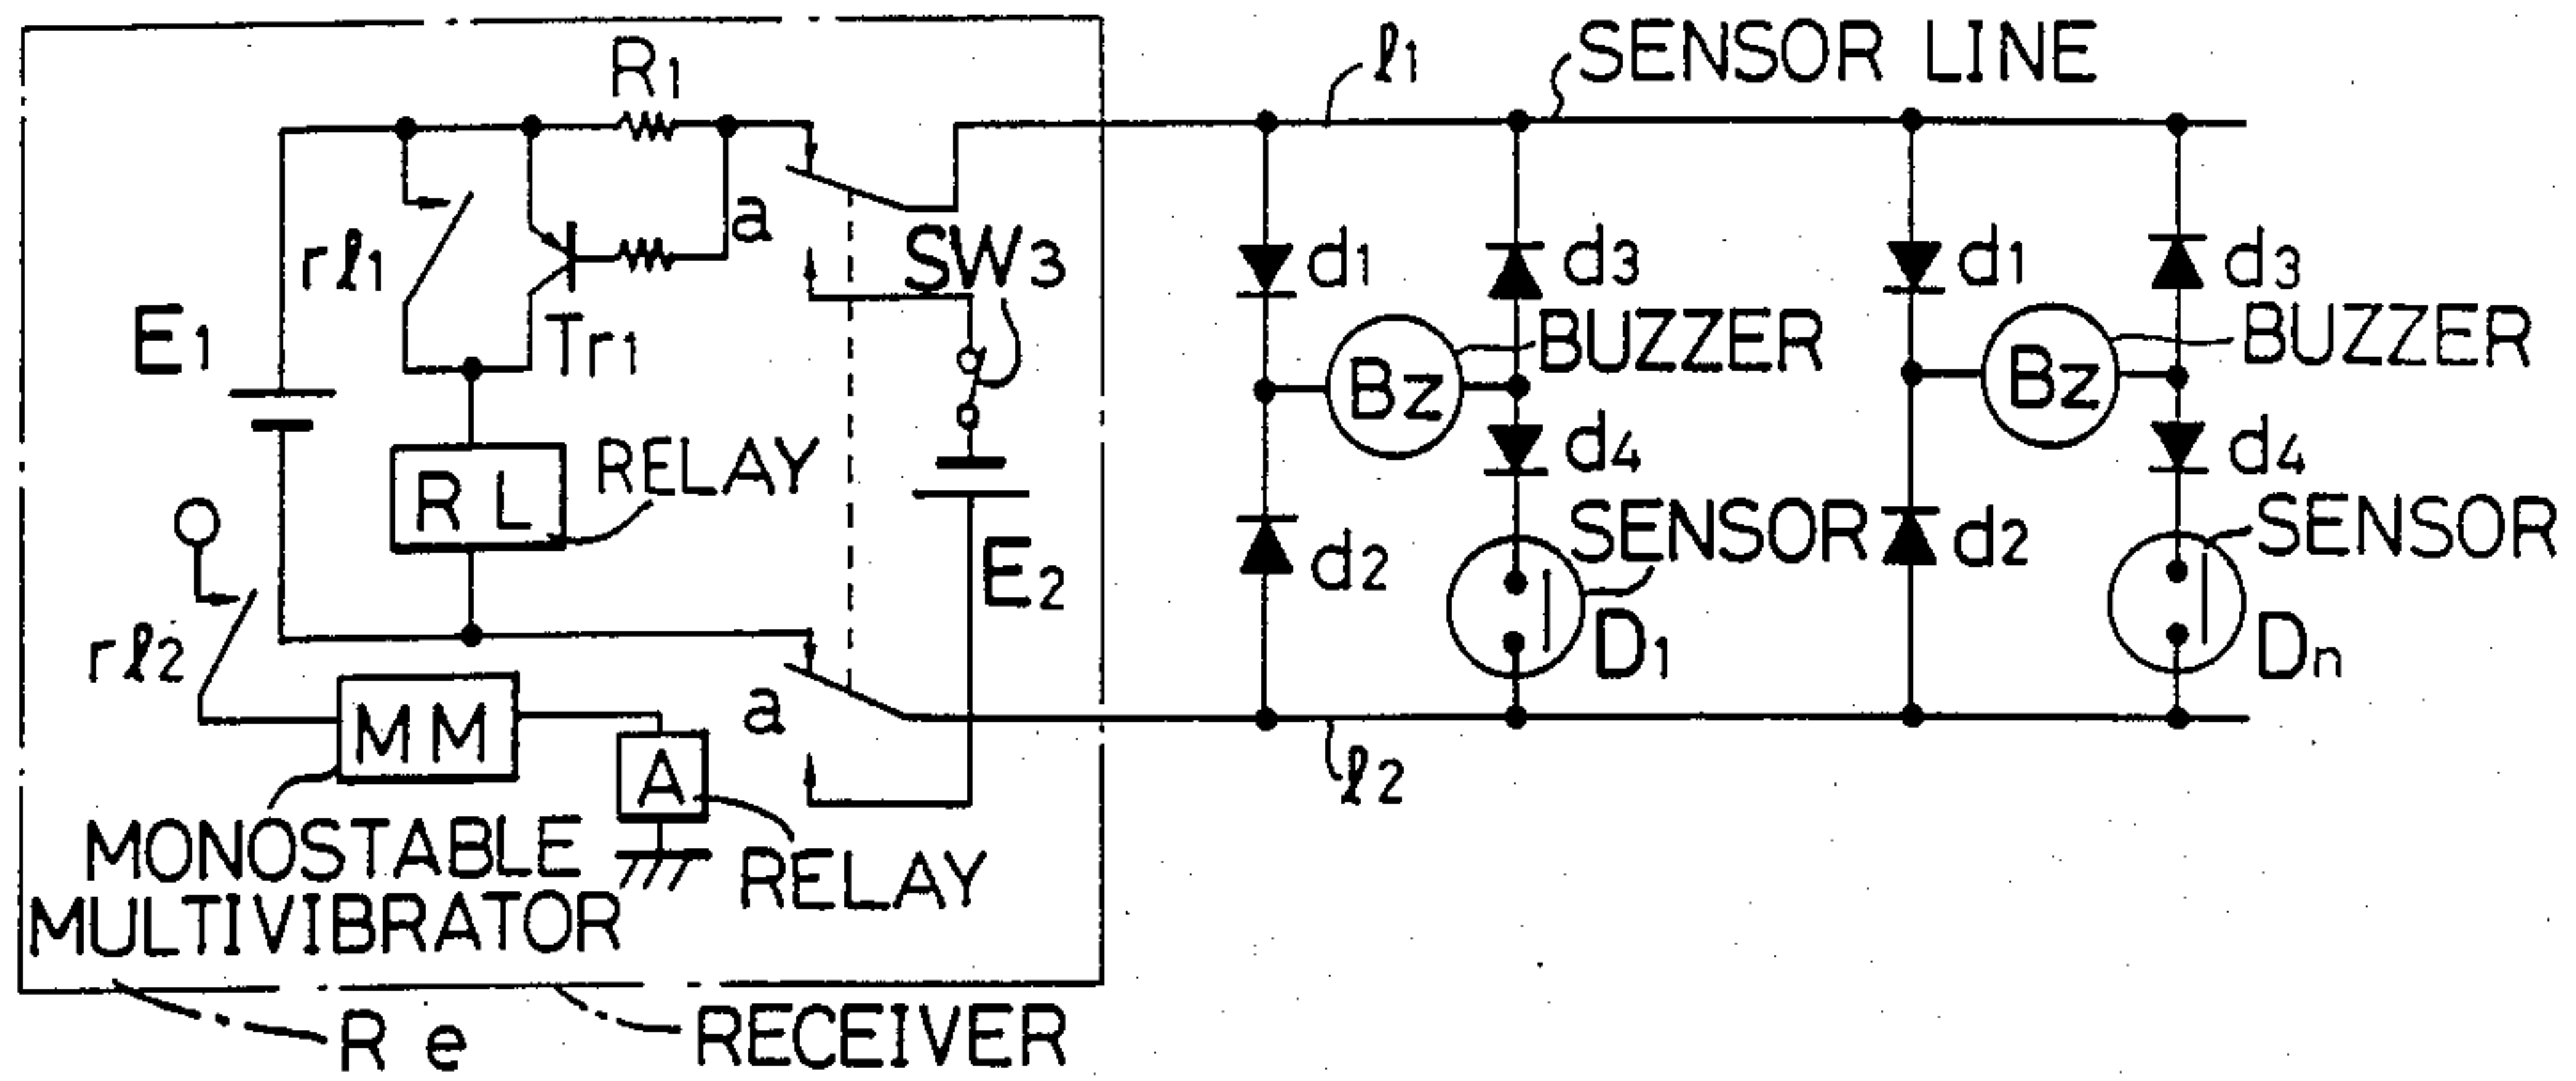 R1
ℓ1
SENSOR LINE
a
rℓ1
SW3
d1
d3
d1
d3
E1
Tr1
BUZZER
BUZZER
Bz
Bz
RL
RELAY
d4
d4
SENSOR
SENSOR
E2
d2
d2
D1
Dn
rℓ2
a
MM
A
ℓ2
MONOSTABLE
MULTIVIBRATOR
RELAY
Re
RECEIVER